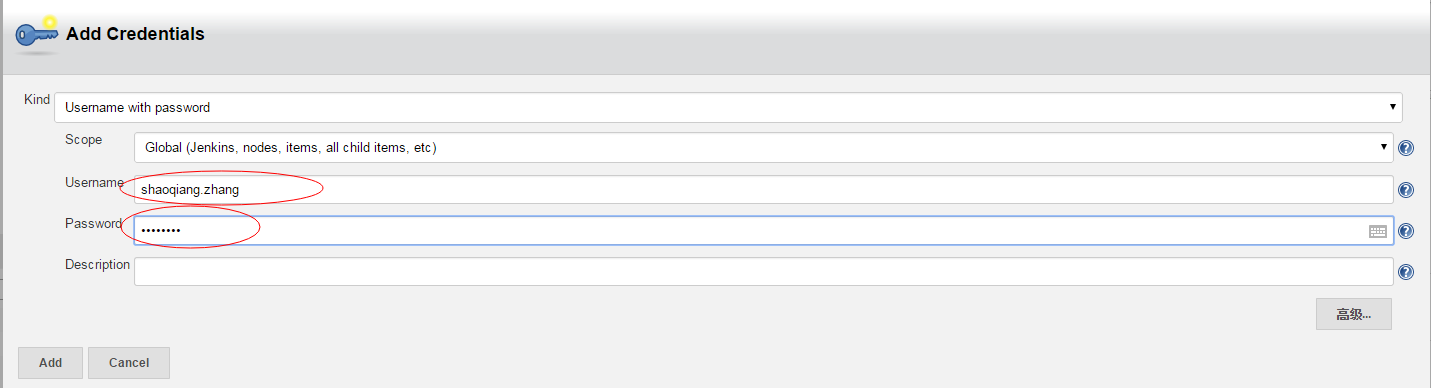 Add Credentials
Kind
Username with password
Scope
Global (Jenkins, nodes, items, all child items, etc)
Username
shaoqiang.zhang
Password
••••••••
Description
高级...
Add
Cancel